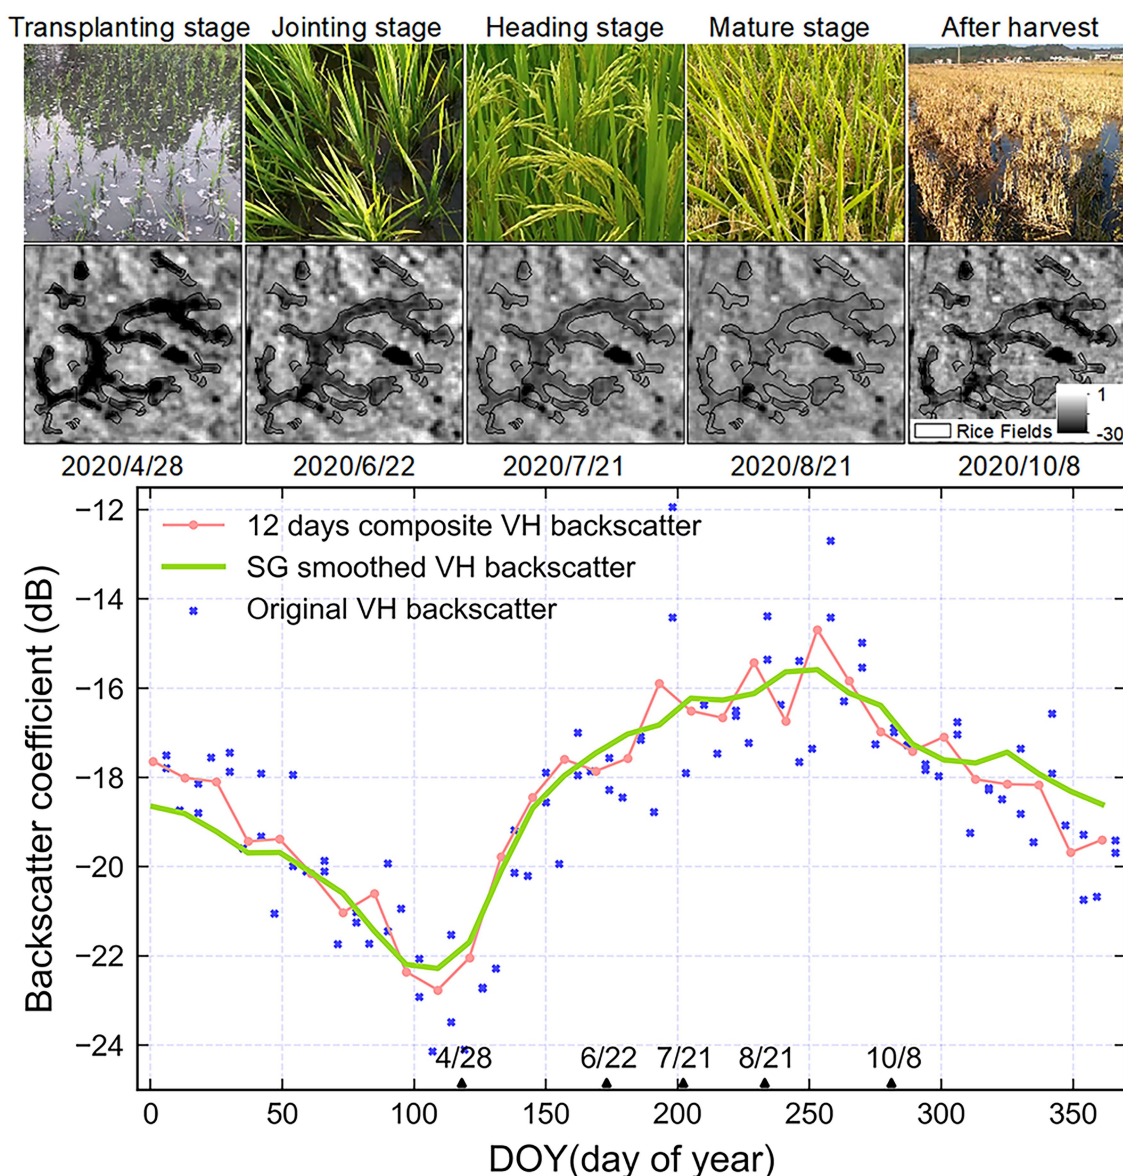 Transplanting stage Jointing stage Heading stage Mature stage After harvest
1
Rice Fields -30
2020/4/28 2020/6/22 2020/7/21 2020/8/21 2020/10/8
−12
12 days composite VH backscatter
SG smoothed VH backscatter
−14
Original VH backscatter
−16
−18
−20
−22
−24
Backscatter coefficient (dB)
4/28 6/22 7/21 8/21 10/8
0 50 100 150 200 250 300 350
DOY(day of year)